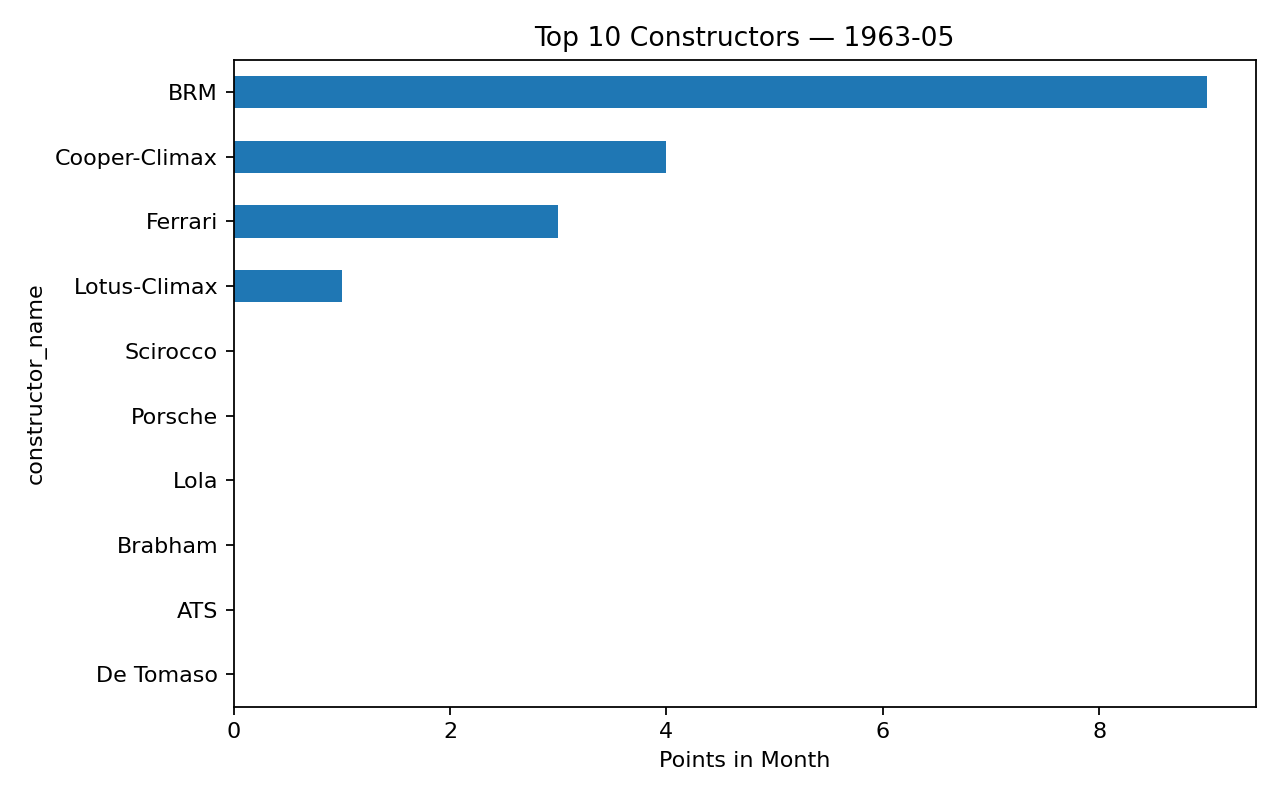 Top 10 Constructors — 1963-05
BRM
Cooper-Climax
Ferrari
Lotus-Climax
Scirocco
Porsche
Lola
Brabham
ATS
De Tomaso
constructor_name
0 2 4 6 8
Points in Month